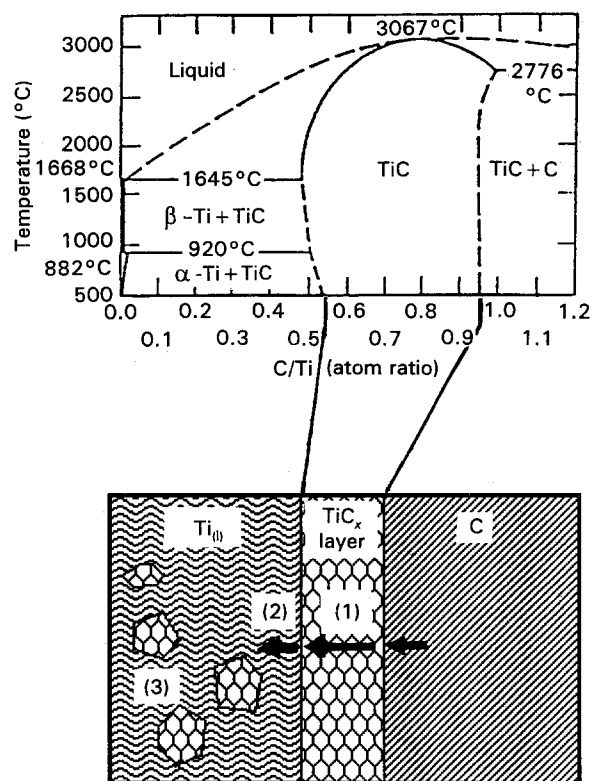 3067°C
3000
Liquid
2776
°C
2500
Temperature (°C)
2000
TiC
TiC + C
1668°C
1645°C
1500
β -Ti + TiC
1000
920°C
882°C
α -Ti + TiC
500
0.0 0.2 0.4 0.6 0.8 1.0 1.2
0.1 0.3 0.5 0.7 0.9 1.1
C/Ti (atom ratio)
Ti(l)
TiCx
layer
C
(2)
(1)
(3)